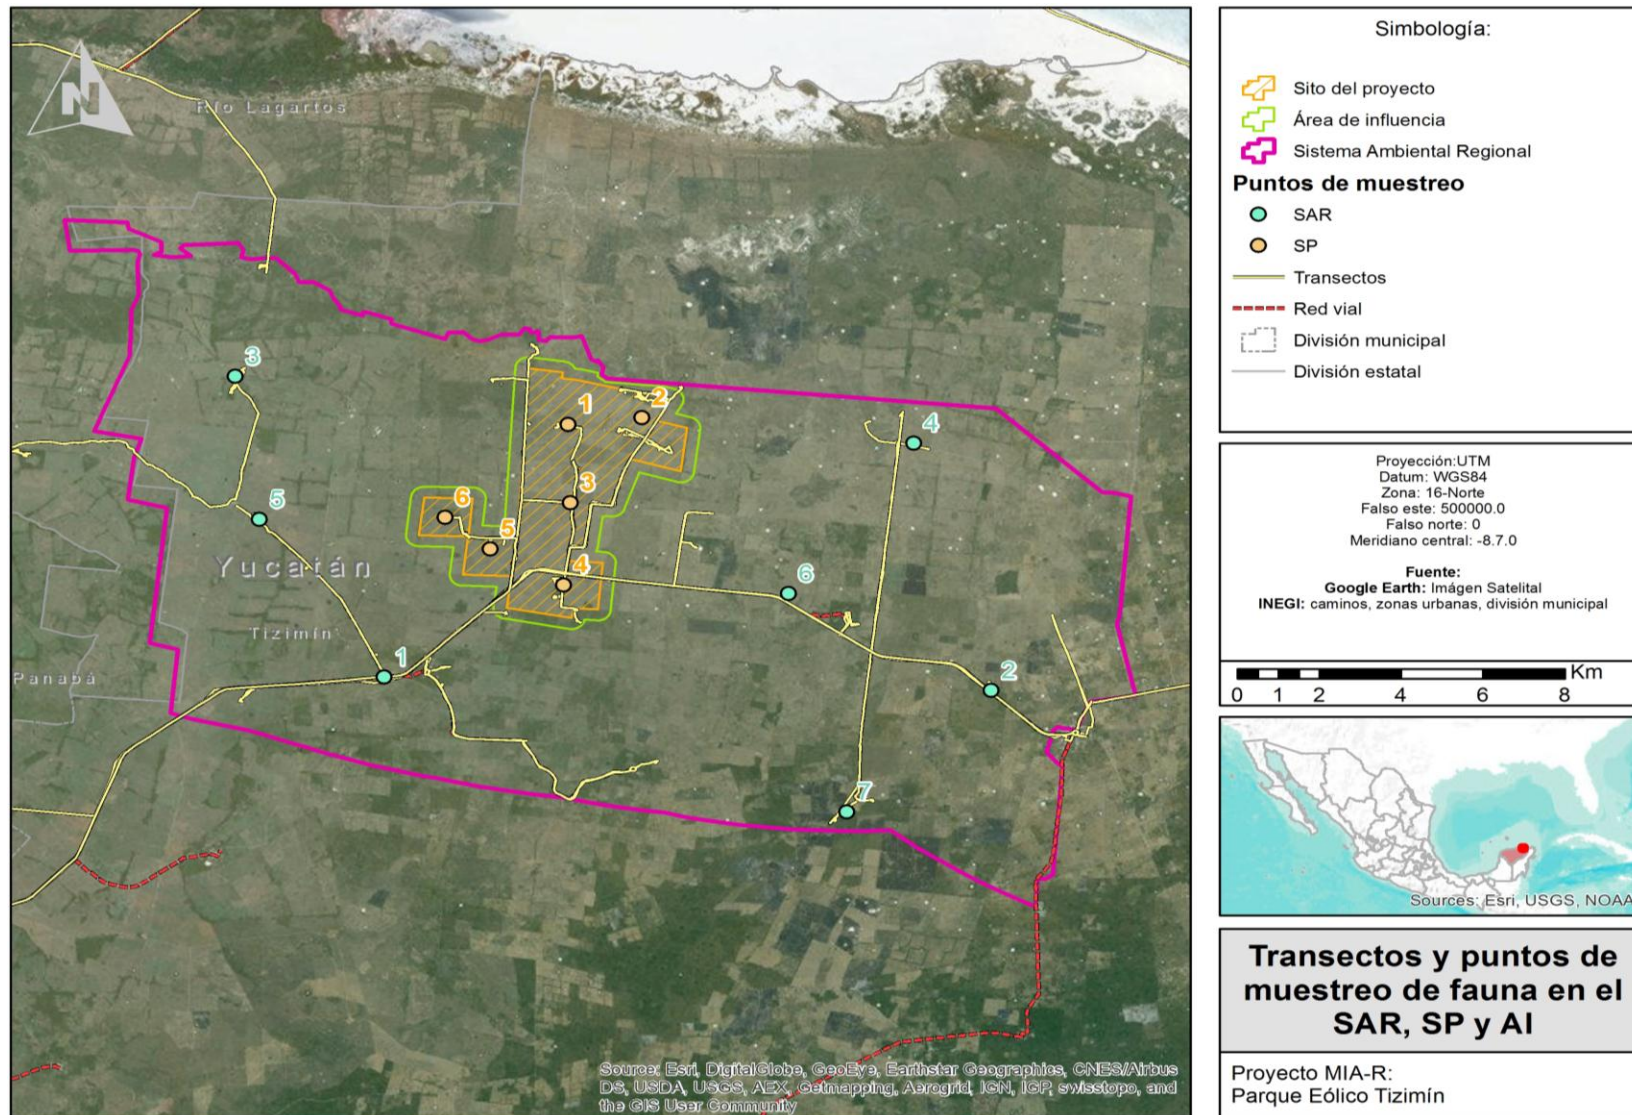 N
Río Lagartos
3
1
2
4
3
5
6
5
Yucatán
4
6
Tizimín
Panabá
1
2
7
Source: Esri, DigitalGlobe, GeoEye, Earthstar Geographics, CNES/Airbus
DS, USDA, USGS, AEX, Getmapping, Aerogrid, IGN, IGP, swisstopo, and
the GIS User Community
Simbología:
Sito del proyecto
Área de influencia
Sistema Ambiental Regional
Puntos de muestreo
SAR
SP
Transectos
Red vial
División municipal
División estatal
Proyección:UTM
Datum: WGS84
Zona: 16-Norte
Falso este: 500000.0
Falso norte: 0
Meridiano central: -8.7.0
Fuente:
Google Earth: Imágen Satelital
INEGI: caminos, zonas urbanas, división municipal
Km
0 1 2 4 6 8
Sources: Esri, USGS, NOAA
Transectos y puntos de
muestreo de fauna en el
SAR, SP y AI
Proyecto MIA-R:
Parque Eólico Tizimín